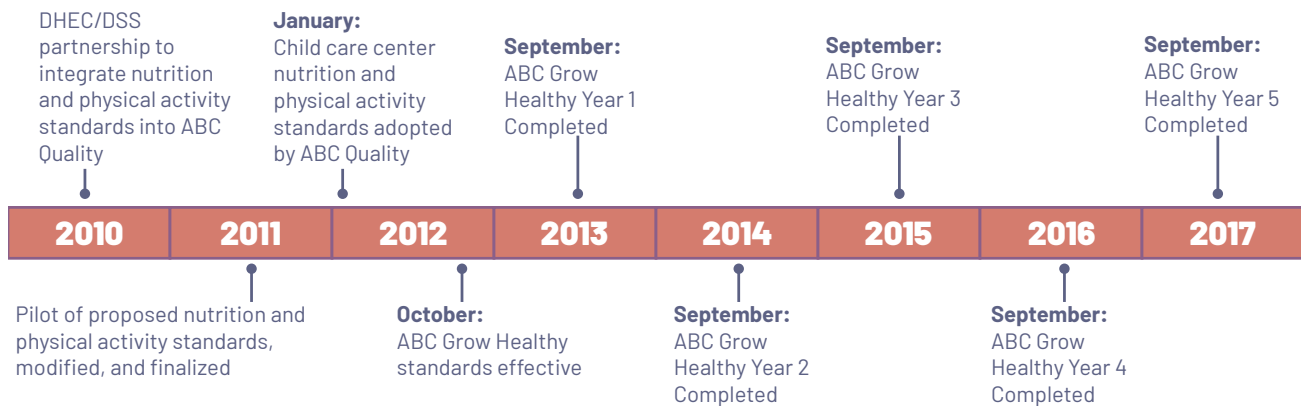 DHEC/DSS
partnership to
integrate nutrition
and physical activity
standards into ABC
Quality
January:
Child care center
nutrition and
physical activity
standards adopted
by ABC Quality
September:
ABC Grow
Healthy Year 1
Completed
September:
ABC Grow
Healthy Year 3
Completed
September:
ABC Grow
Healthy Year 5
Completed
2010 2011 2012 2013 2014 2015 2016 2017
Pilot of proposed nutrition and
physical activity standards,
modified, and finalized
October:
ABC Grow Healthy
standards effective
September:
ABC Grow
Healthy Year 2
Completed
September:
ABC Grow
Healthy Year 4
Completed